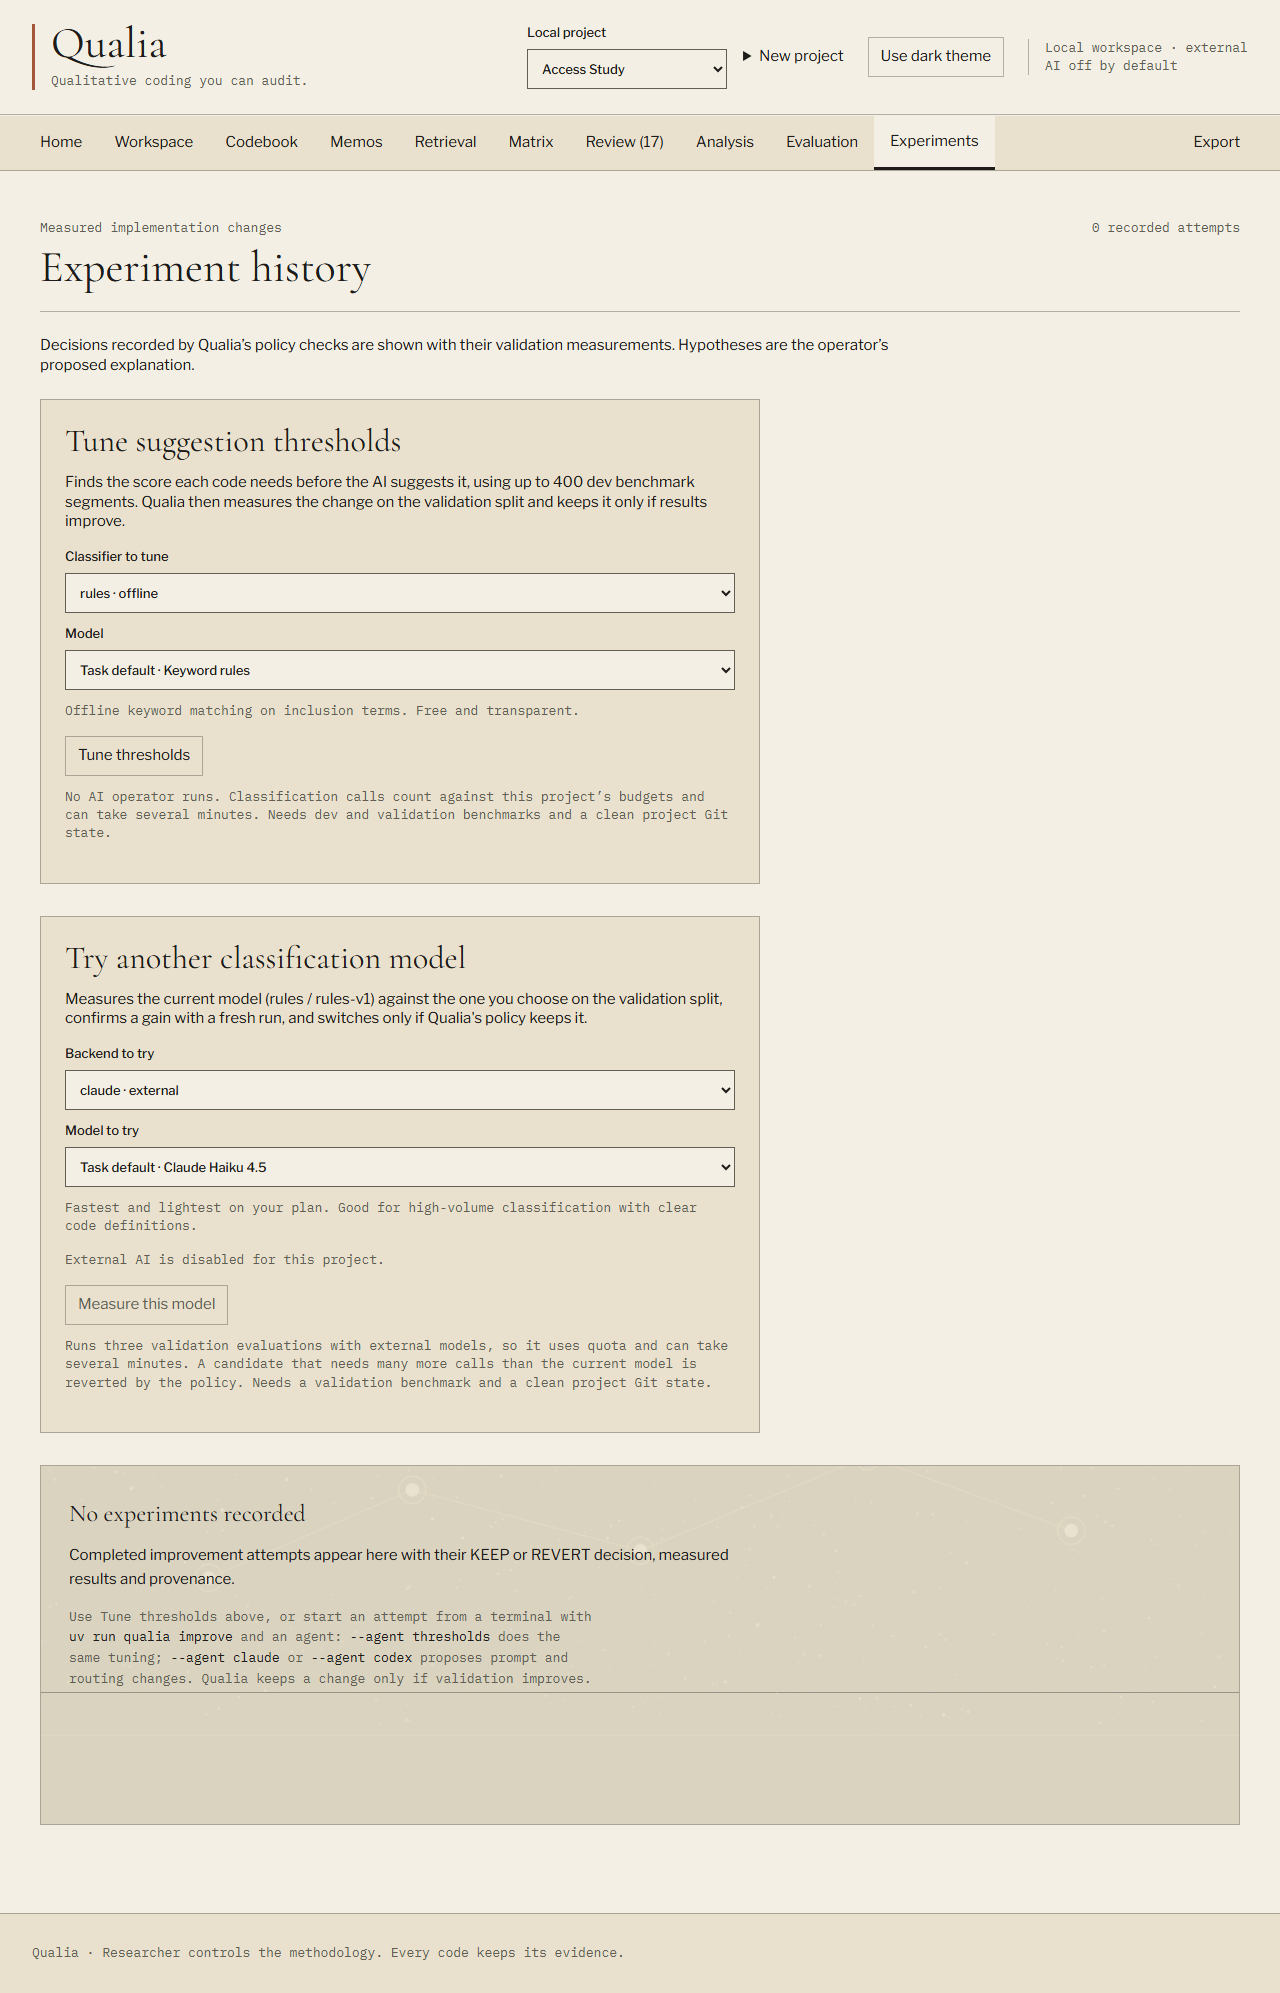 Qualia
Qualitative coding you can audit.
Local project
Access Study
▶ New project
Use dark theme
Local workspace · external
AI off by default
Home
Workspace
Codebook
Memos
Retrieval
Matrix
Review (17)
Analysis
Evaluation
Experiments
Export
Measured implementation changes
0 recorded attempts
Experiment history
Decisions recorded by Qualia's policy checks are shown with their validation measurements. Hypotheses are the operator's
proposed explanation.
Tune suggestion thresholds
Finds the score each code needs before the AI suggests it, using up to 400 dev benchmark
segments. Qualia then measures the change on the validation split and keeps it only if results
improve.
Classifier to tune
rules · offline
Model
Task default · Keyword rules
Offline keyword matching on inclusion terms. Free and transparent.
Tune thresholds
No AI operator runs. Classification calls count against this project's budgets and
can take several minutes. Needs dev and validation benchmarks and a clean project Git
state.
Try another classification model
Measures the current model (rules / rules-v1) against the one you choose on the validation split,
confirms a gain with a fresh run, and switches only if Qualia's policy keeps it.
Backend to try
claude · external
Model to try
Task default · Claude Haiku 4.5
Fastest and lightest on your plan. Good for high-volume classification with clear
code definitions.
External AI is disabled for this project.
Measure this model
Runs three validation evaluations with external models, so it uses quota and can take
several minutes. A candidate that needs many more calls than the current model is
reverted by the policy. Needs a validation benchmark and a clean project Git state.
No experiments recorded
Completed improvement attempts appear here with their KEEP or REVERT decision, measured
results and provenance.
Use Tune thresholds above, or start an attempt from a terminal with
uv run qualia improve and an agent: --agent thresholds does the
same tuning; --agent claude or --agent codex proposes prompt and
routing changes. Qualia keeps a change only if validation improves.
Qualia · Researcher controls the methodology. Every code keeps its evidence.